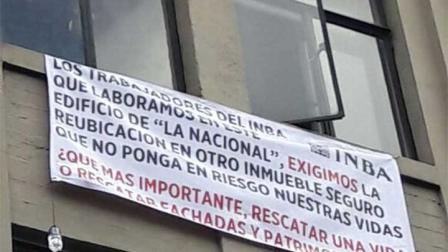 INBA
LOS TRABAJADORES DEL INBA
QUE LABORAMOS EN ESTE
EDIFICIO DE “LA NACIONAL”, EXIGIMOS LA
REUBICACION EN OTRO INMUEBLE SEGURO
QUE NO PONGA EN RIESGO NUESTRAS VIDAS
¿QUE MAS IMPORTANTE, RESCATAR UNA VIDA
O RESCATAR FACHADAS Y